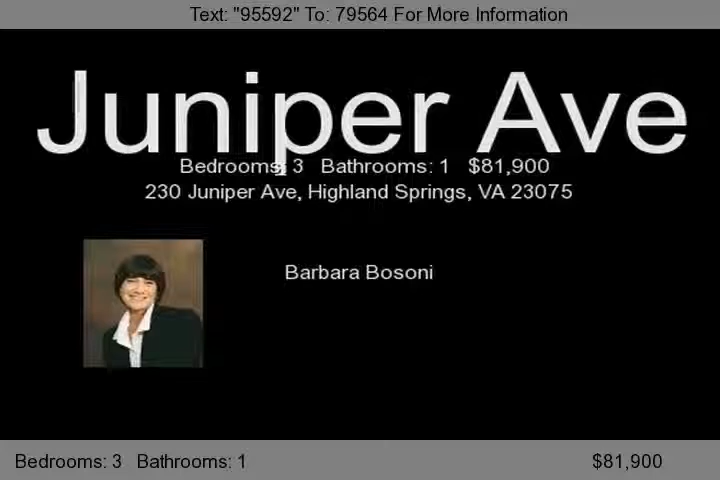 Text: "95592" To: 79564 For More Information
Juniper Ave
Bedrooms: 3 Bathrooms: 1 $81,900
230 Juniper Ave, Highland Springs, VA 23075
Barbara Bosoni
Bedrooms: 3 Bathrooms: 1 $81,900